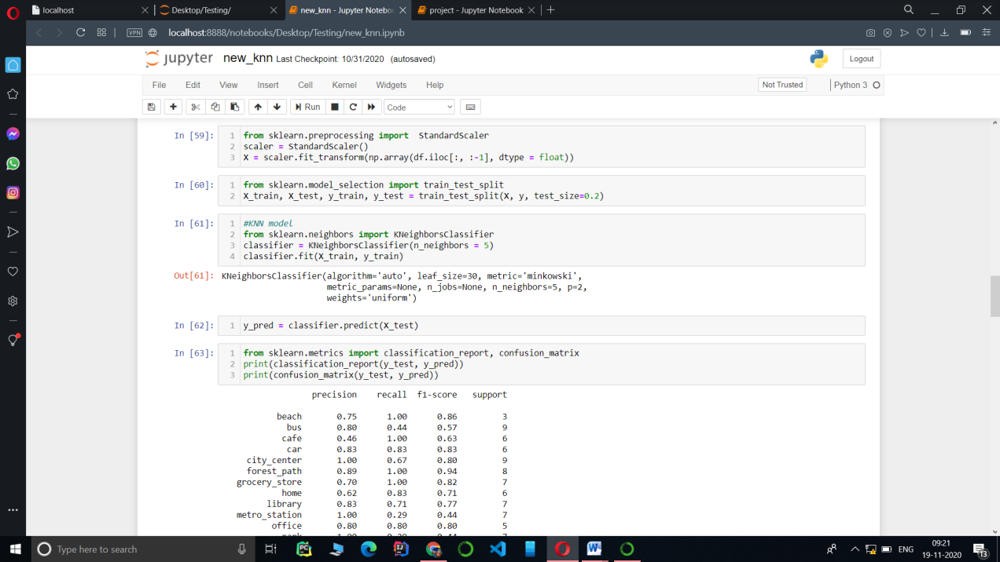 localhost
Desktop/Testing/
new_knn - Jupyter Noteboo
project - Jupyter Notebook
VPN
localhost:8888/notebooks/Desktop/Testing/new_knn.ipynb
jupyter new_knn Last Checkpoint: 10/31/2020 (autosaved)
Logout
File Edit View Insert Cell Kernel Widgets Help
Not Trusted
Python 3
Run
Code
In [59]:
1 from sklearn.preprocessing import  StandardScaler
2 scaler = StandardScaler()
3 X = scaler.fit_transform(np.array(df.iloc[:, :-1], dtype = float))
In [60]:
1 from sklearn.model_selection import train_test_split
2 X_train, X_test, y_train, y_test = train_test_split(X, y, test_size=0.2)
In [61]:
1 #KNN model
2 from sklearn.neighbors import KNeighborsClassifier
3 classifier = KNeighborsClassifier(n_neighbors = 5)
4 classifier.fit(X_train, y_train)
Out[61]: KNeighborsClassifier(algorithm='auto', leaf_size=30, metric='minkowski',
metric_params=None, n_jobs=None, n_neighbors=5, p=2,
weights='uniform')
In [62]:
1 y_pred = classifier.predict(X_test)
In [63]:
1 from sklearn.metrics import classification_report, confusion_matrix
2 print(classification_report(y_test, y_pred))
3 print(confusion_matrix(y_test, y_pred))
precision recall f1-score support
beach 0.75 1.00 0.86 3
bus 0.80 0.44 0.57 9
cafe 0.46 1.00 0.63 6
car 0.83 0.83 0.83 6
city_center 1.00 0.67 0.80 9
forest_path 0.89 1.00 0.94 8
grocery_store 0.70 1.00 0.82 7
home 0.62 0.83 0.71 6
library 0.83 0.71 0.77 7
metro_station 1.00 0.29 0.44 7
office 0.80 0.80 0.80 5
Type here to search
PC
IJ
W
ENG
09:21
19-11-2020
13